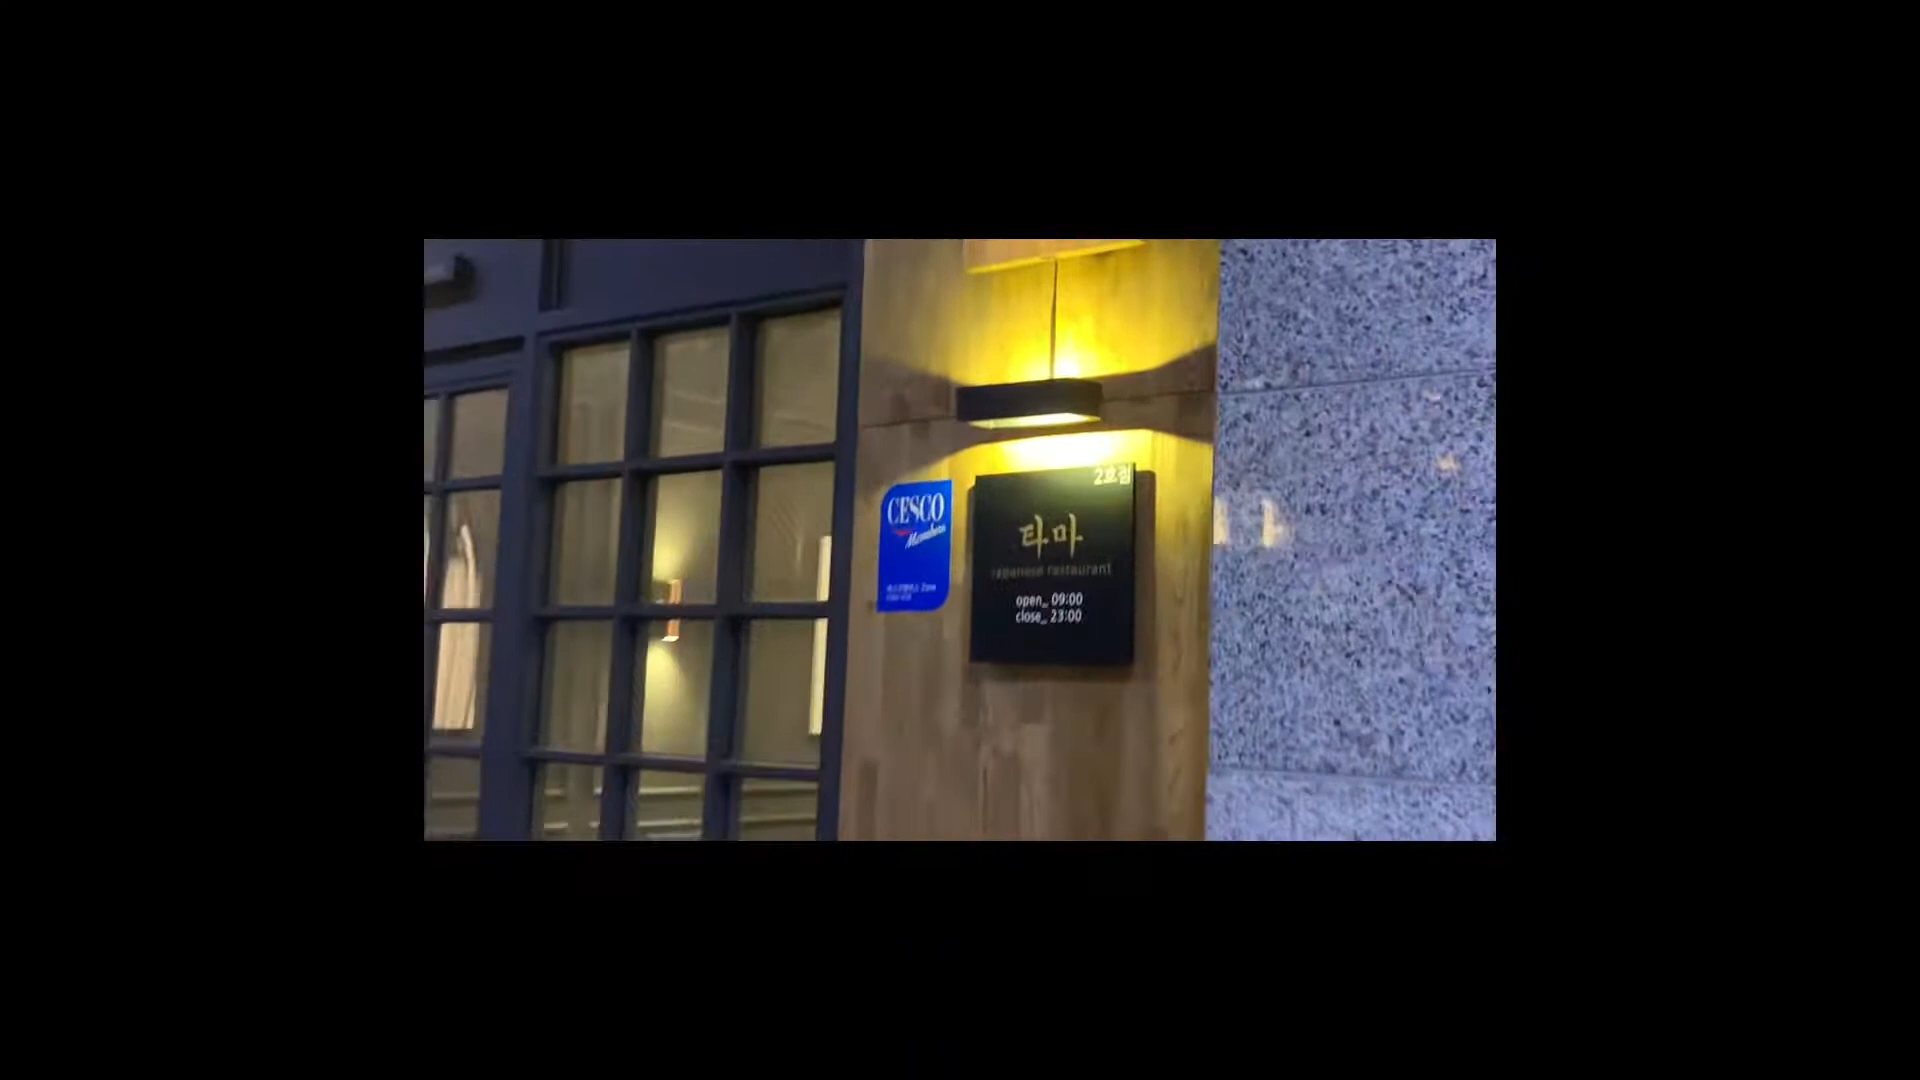 CESCO
Members
2호점
타마
Japanese restaurant
open_ 09:00
close_ 23:00